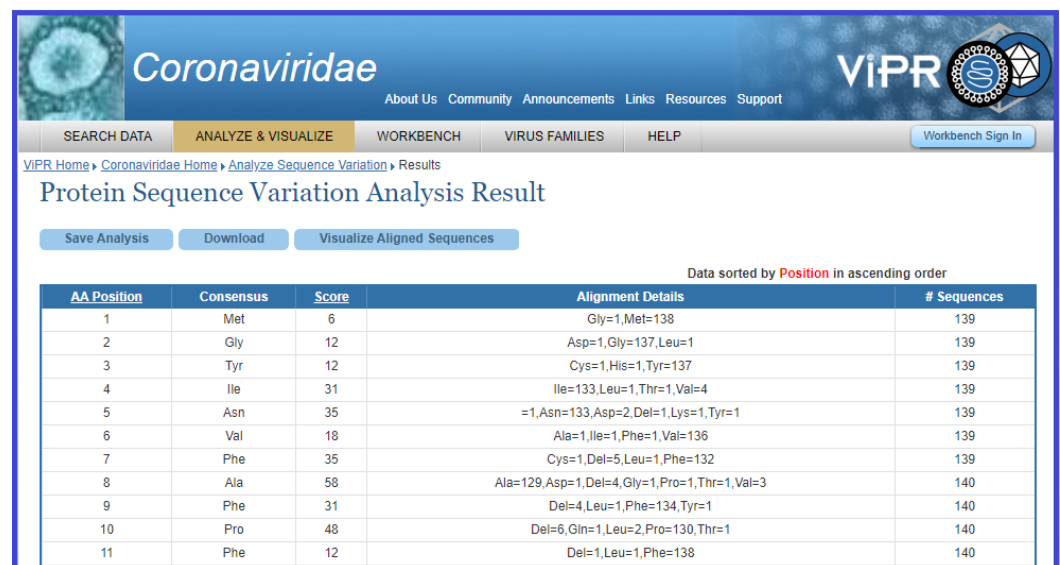 Coronaviridae
ViPR
About Us Community Announcements Links Resources Support
SEARCH DATA ANALYZE & VISUALIZE WORKBENCH VIRUS FAMILIES HELP Workbench Sign In
ViPR Home ▸ Coronaviridae Home ▸ Analyze Sequence Variation ▸ Results
Protein Sequence Variation Analysis Result
Save Analysis Download Visualize Aligned Sequences
Data sorted by Position in ascending order
AA Position Consensus Score Alignment Details # Sequences
1 Met 6 Gly=1,Met=138 139
2 Gly 12 Asp=1,Gly=137,Leu=1 139
3 Tyr 12 Cys=1,His=1,Tyr=137 139
4 Ile 31 Ile=133,Leu=1,Thr=1,Val=4 139
5 Asn 35 =1,Asn=133,Asp=2,Del=1,Lys=1,Tyr=1 139
6 Val 18 Ala=1,Ile=1,Phe=1,Val=136 139
7 Phe 35 Cys=1,Del=5,Leu=1,Phe=132 139
8 Ala 58 Ala=129,Asp=1,Del=4,Gly=1,Pro=1,Thr=1,Val=3 140
9 Phe 31 Del=4,Leu=1,Phe=134,Tyr=1 140
10 Pro 48 Del=6,Gln=1,Leu=2,Pro=130,Thr=1 140
11 Phe 12 Del=1,Leu=1,Phe=138 140